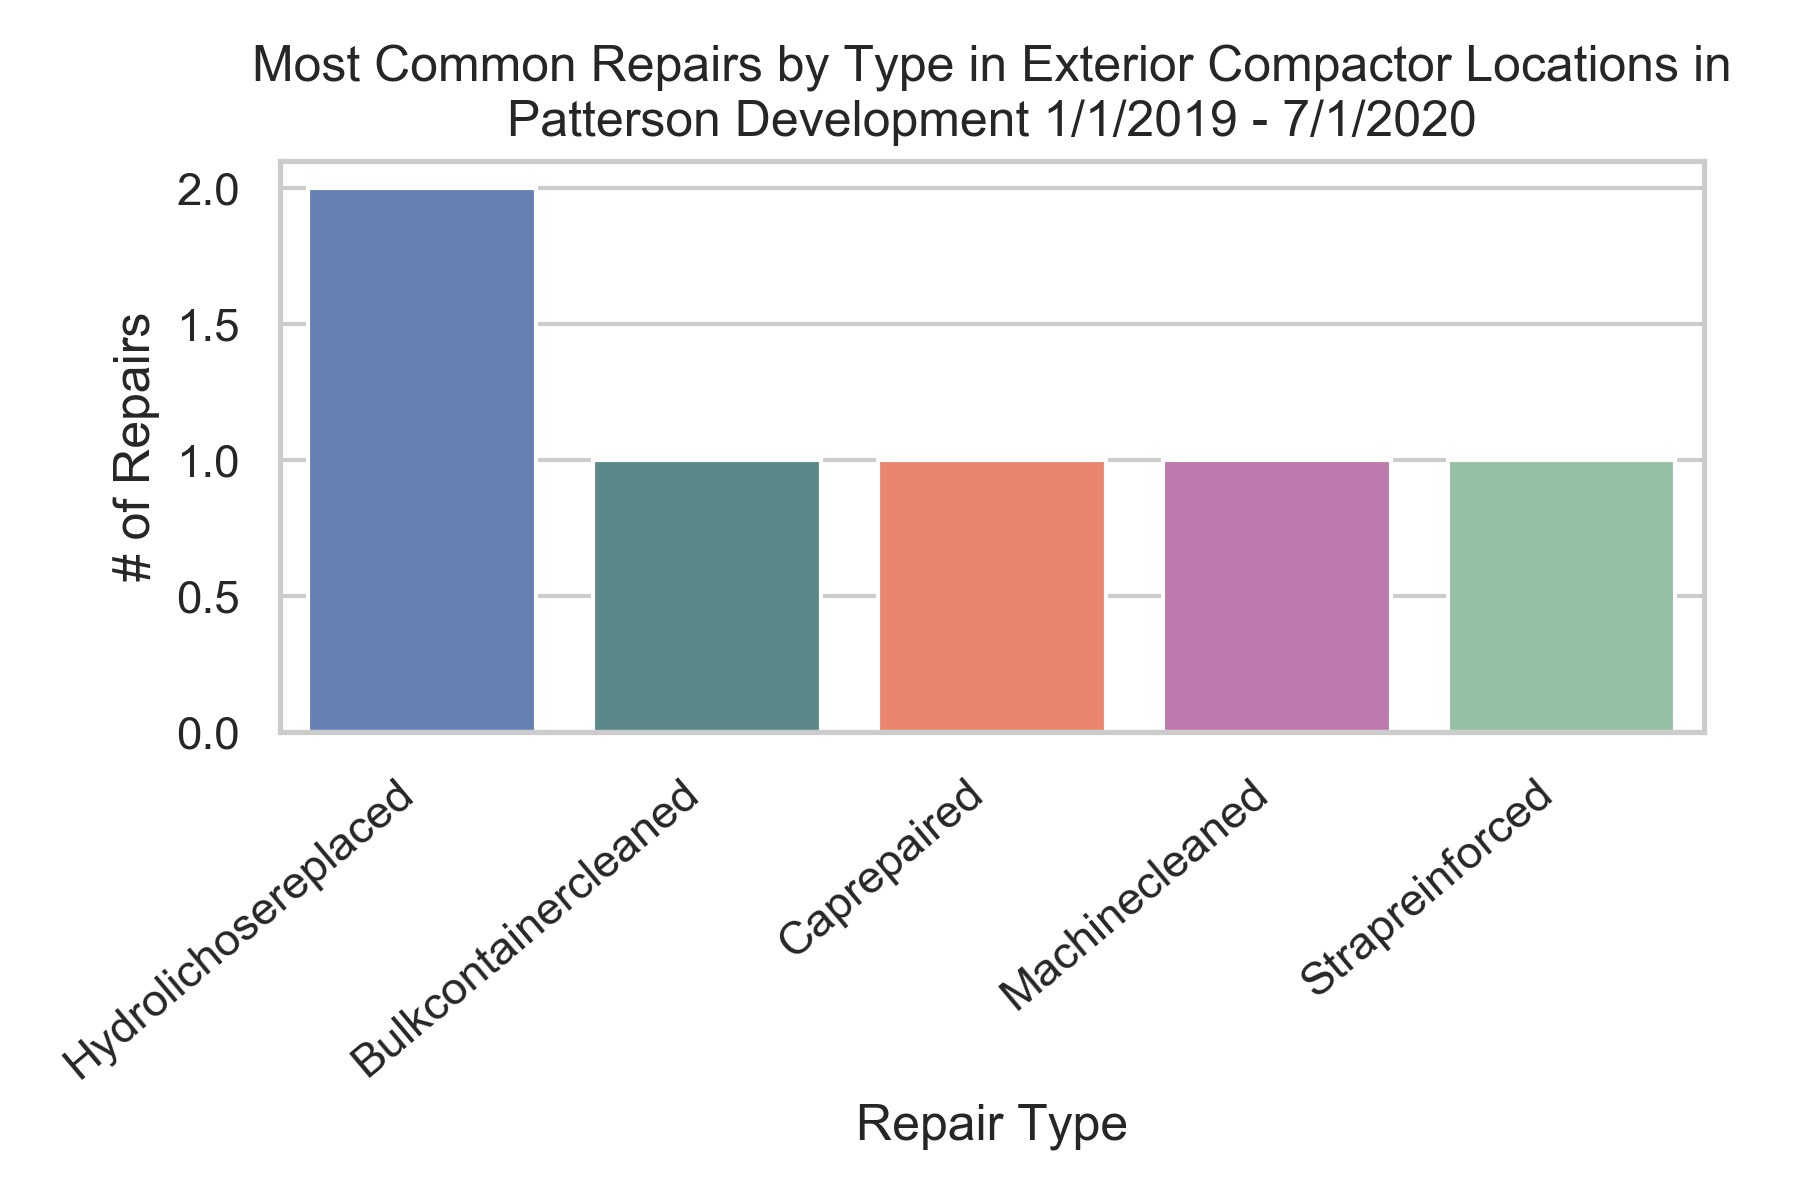 Most Common Repairs by Type in Exterior Compactor Locations in
Patterson Development 1/1/2019 - 7/1/2020
2.0
1.5
1.0
0.5
0.0
# of Repairs
Hydrolichosereplaced
Bulkcontainercleaned
Caprepaired
Machinecleaned
Strapreinforced
Repair Type